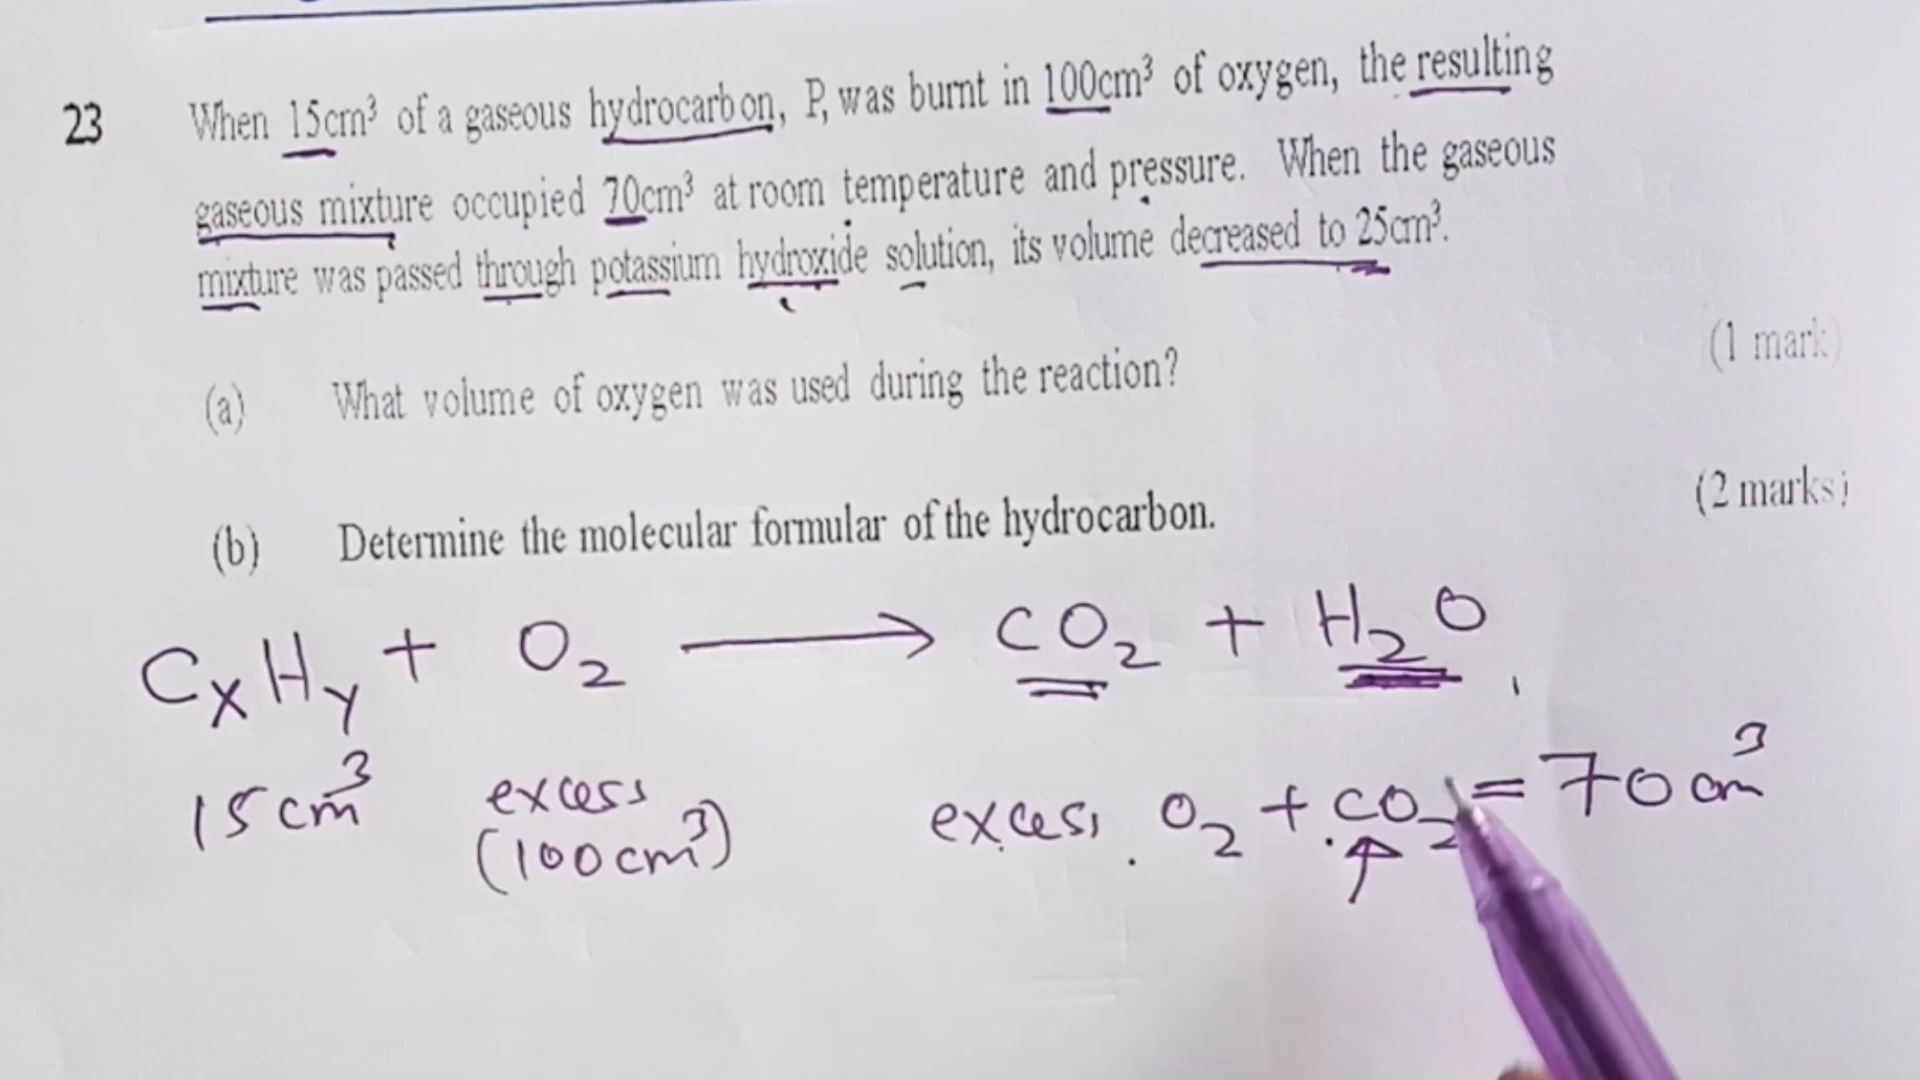 23 When 15cm³ of a gaseous hydrocarbon, P, was burnt in 100cm³ of oxygen, the resulting
gaseous mixture occupied 70cm³ at room temperature and pressure. When the gaseous
mixture was passed through potassium hydroxide solution, its volume decreased to 25cm³.
(a) What volume of oxygen was used during the reaction? (1 mark)
(b) Determine the molecular formular of the hydrocarbon. (2 marks)
CxHy + O₂ → CO₂ + H₂O
15cm³ excess excess O₂ + CO₂ = 70cm³
(100cm³)